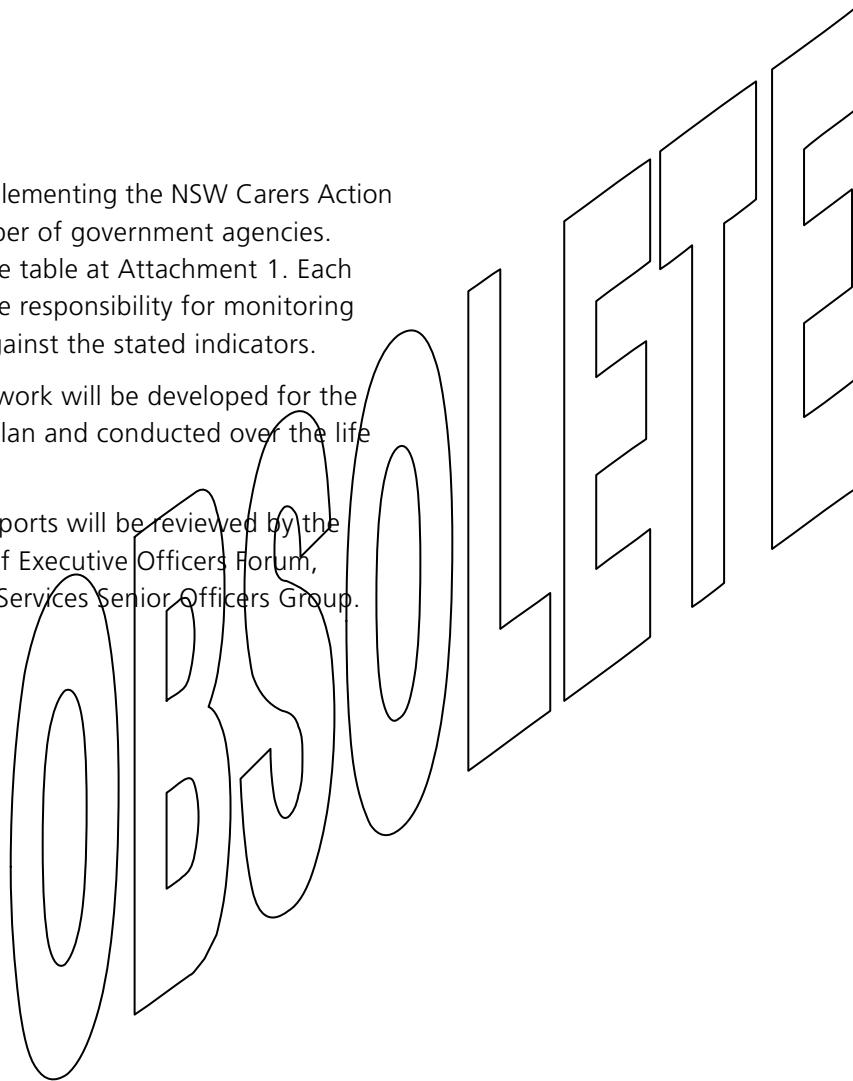 lementing the NSW Carers Action
ber of government agencies.
e table at Attachment 1. Each
e responsibility for monitoring
gainst the stated indicators.
work will be developed for the
lan and conducted over the life
ports will be reviewed by the
f Executive Officers Forum,
Services Senior Officers Group.
OBSOLETE